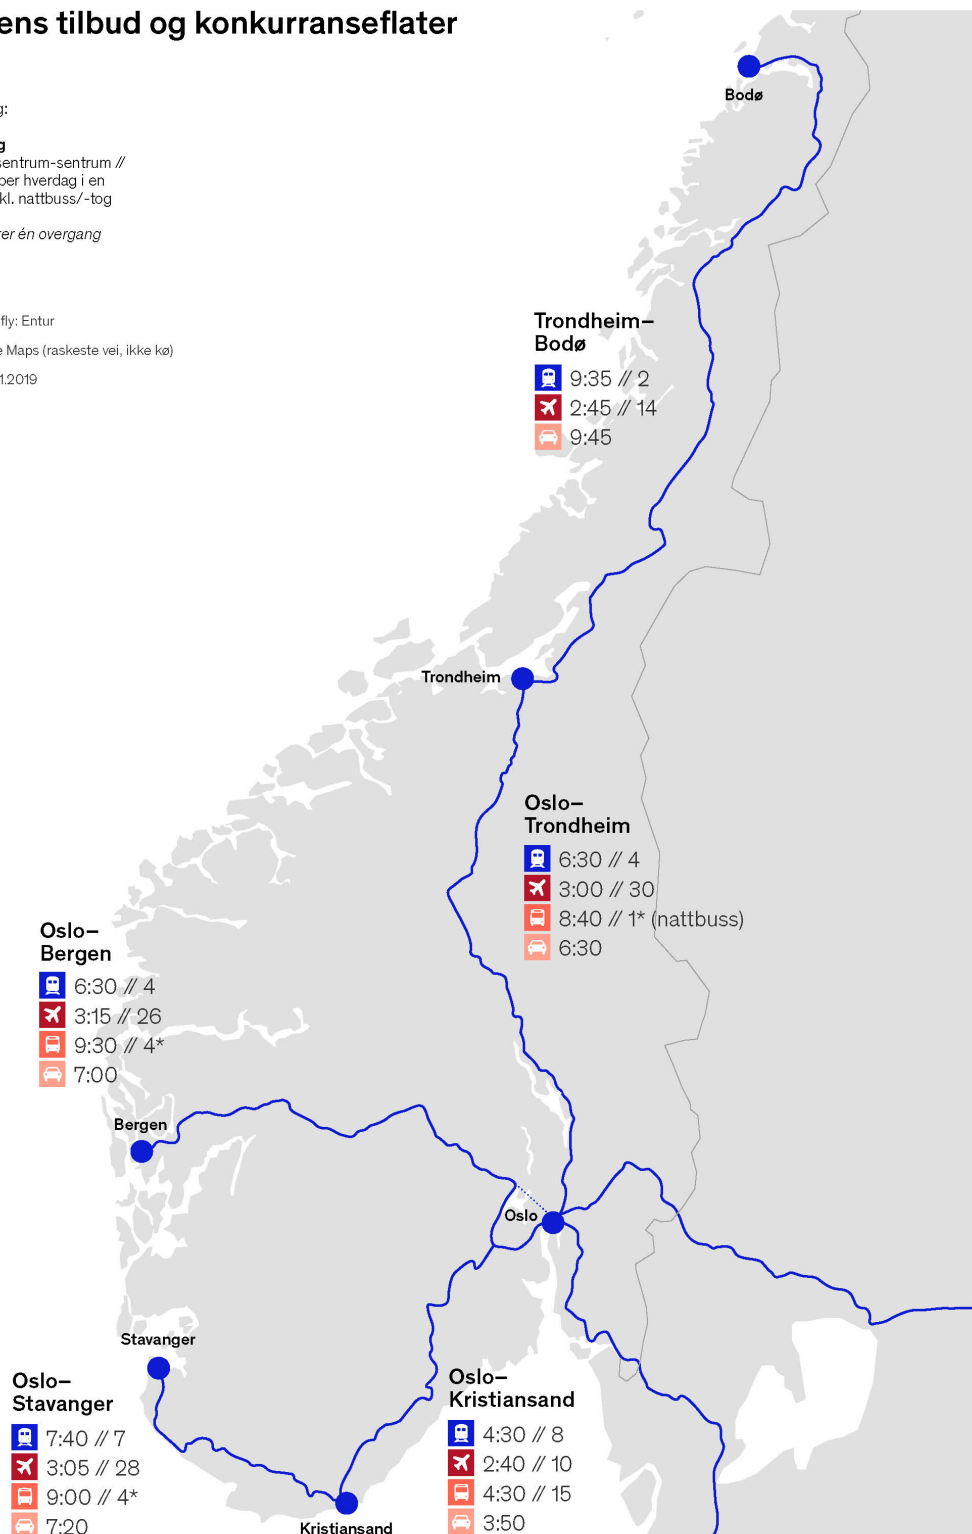 ens tilbud og konkurranseflater
g:
g
sentrum-sentrum //
per hverdag i en
kl. nattbuss/-tog
er én overgang
fly: Entur
e Maps (raskeste vei, ikke kø)
1.2019
Bodø
Trondheim–
Bodø
9:35 // 2
2:45 // 14
9:45
Trondheim
Oslo–
Trondheim
6:30 // 4
3:00 // 30
8:40 // 1* (nattbuss)
6:30
Oslo–
Bergen
6:30 // 4
3:15 // 26
9:30 // 4*
7:00
Bergen
Oslo
Stavanger
Oslo–
Stavanger
7:40 // 7
3:05 // 28
9:00 // 4*
7:20
Oslo–
Kristiansand
4:30 // 8
2:40 // 10
4:30 // 15
3:50
Kristiansand